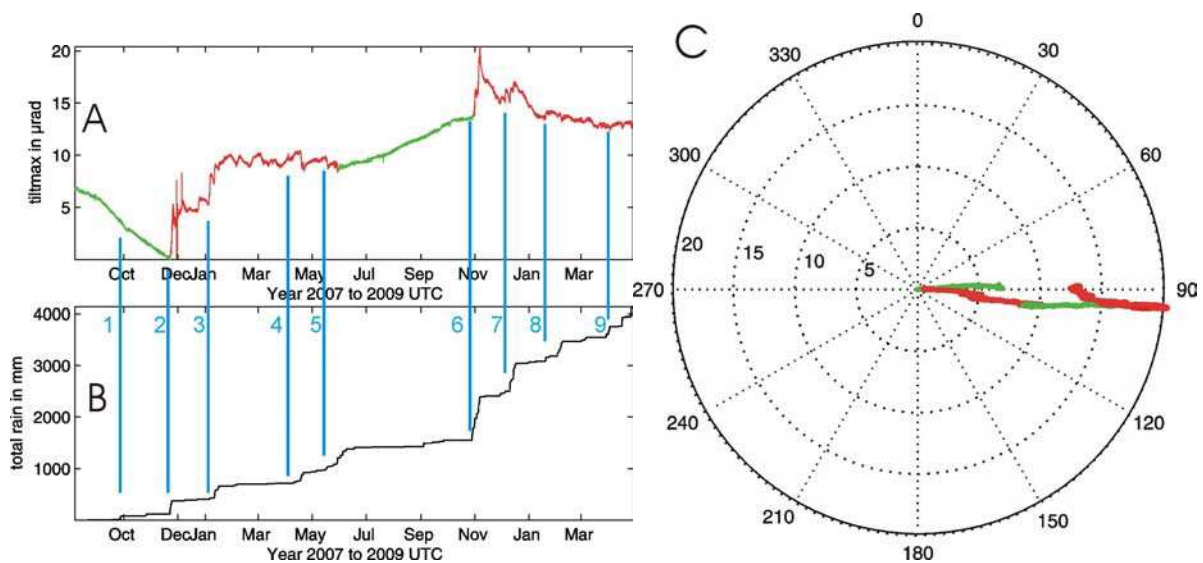 A
tiltmax in µrad
20
15
10
5
Oct DecJan Mar May Jul Sep Nov Jan Mar
Year 2007 to 2009 UTC
B
total rain in mm
4000
3000
2000
1000
1 2 3 4 5 6 7 8 9
Oct DecJan Mar May Jul Sep Nov Jan Mar
Year 2007 to 2009 UTC
C
0
330 30
300 60
20 15 10 5
270 90
240 120
210 150
180